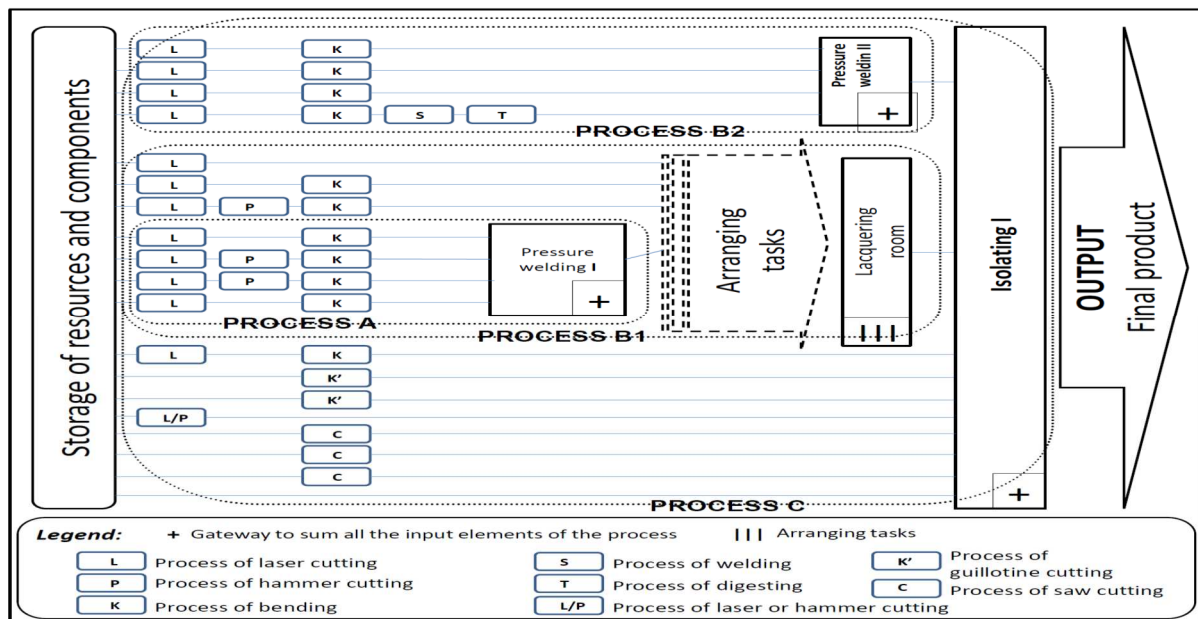 Storage of resources and components
L K
L K
L K
L K S T
Pressure
weldin II
+
PROCESS B2
L
L K
L P K
L K
L P K
L P K
L K
Pressure
welding I
+
PROCESS A
PROCESS B1
Arranging
tasks
Lacquering
room
III
L K
K'
K'
L/P
C
C
C
PROCESS C
Isolating I
+
OUTPUT
Final product
Legend: + Gateway to sum all the input elements of the process III Arranging tasks
L Process of laser cutting
P Process of hammer cutting
K Process of bending
S Process of welding
T Process of digesting
L/P Process of laser or hammer cutting
K' Process of
guillotine cutting
C Process of saw cutting